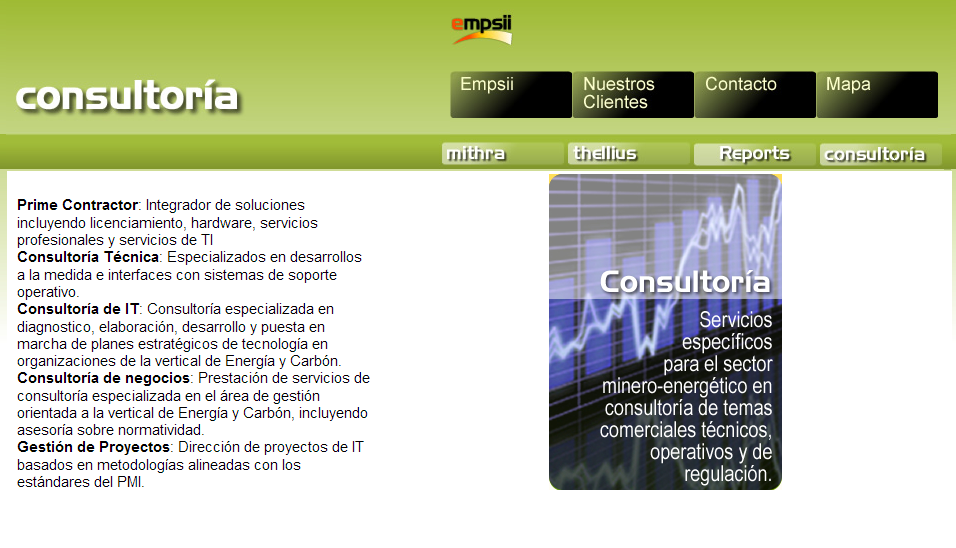 empsii
consultoría
Empsii
Nuestros
Clientes
Contacto
Mapa
mithra
thellius
Reports
consultoría
Prime Contractor: Integrador de soluciones
incluyendo licenciamiento, hardware, servicios
profesionales y servicios de TI
Consultoría Técnica: Especializados en desarrollos
a la medida e interfaces con sistemas de soporte
operativo.
Consultoría de IT: Consultoría especializada en
diagnostico, elaboración, desarrollo y puesta en
marcha de planes estratégicos de tecnología en
organizaciones de la vertical de Energía y Carbón.
Consultoría de negocios: Prestación de servicios de
consultoría especializada en el área de gestión
orientada a la vertical de Energía y Carbón, incluyendo
asesoría sobre normatividad.
Gestión de Proyectos: Dirección de proyectos de IT
basados en metodologías alineadas con los
estándares del PMI.
Consultoría
Servicios
específicos
para el sector
minero-energético en
consultoría de temas
comerciales técnicos,
operativos y de
regulación.